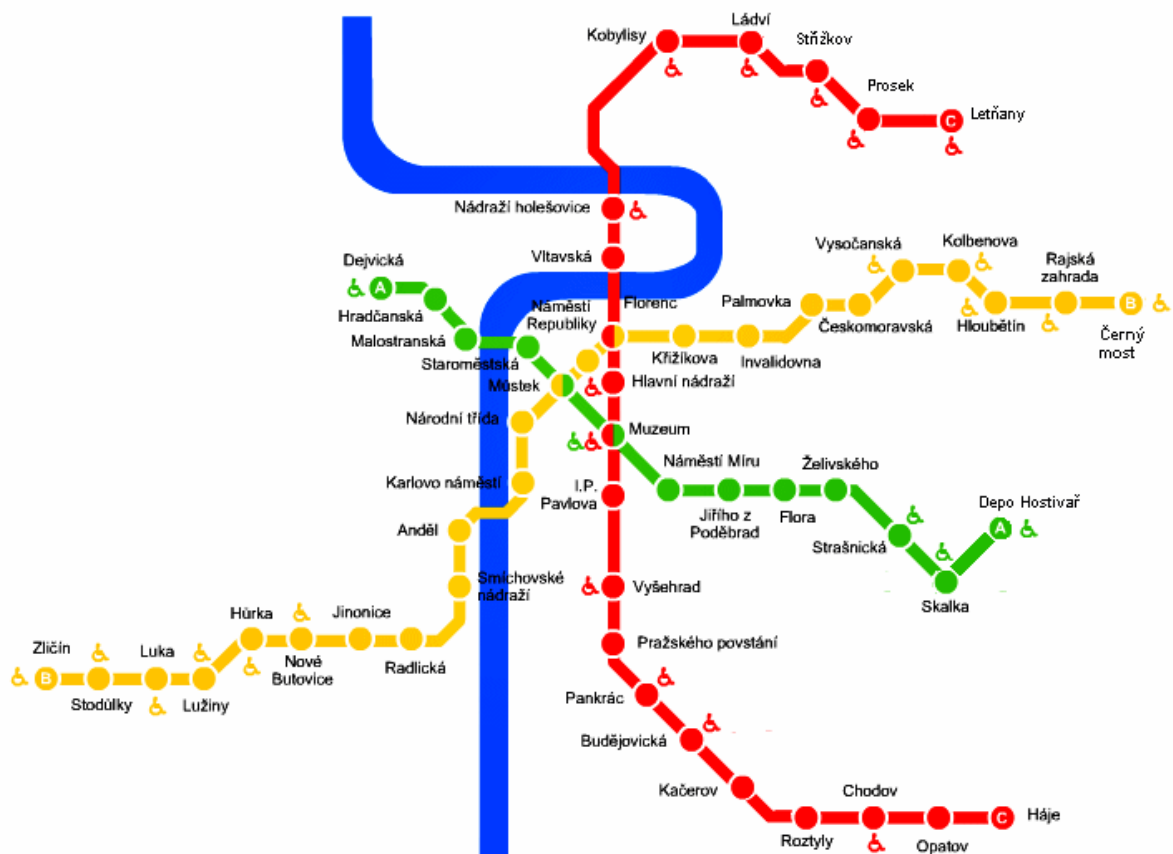 Ládví
Kobylisy
Střížkov
Prosek
C
Letňany
Nádraží holešovice
Vltavská
Dejvická
A
Hradčanská
Malostranská
Staroměstská
Můstek
Náměstí
Republiky
Florenc
Palmovka
Vysočanská
Kolbenova
Rajská
zahrada
B
Křižíkova
Invalidovna
Českomoravská
Hloubětín
Černý
most
Hlavní nádraží
Národní třída
Muzeum
Karlovo náměstí
I.P.
Pavlova
Náměstí Míru
Želivského
Jiřího z
Poděbrad
Flora
Strašnická
Depo Hostivař
A
Skalka
Anděl
Smíchovské
nádraží
Vyšehrad
Zličín
B
Stodůlky
Luka
Lužiny
Hůrka
Nové
Butovice
Jinonice
Radlická
Pražského povstání
Pankrác
Budějovická
Kačerov
Roztyly
Chodov
Opatov
C
Háje